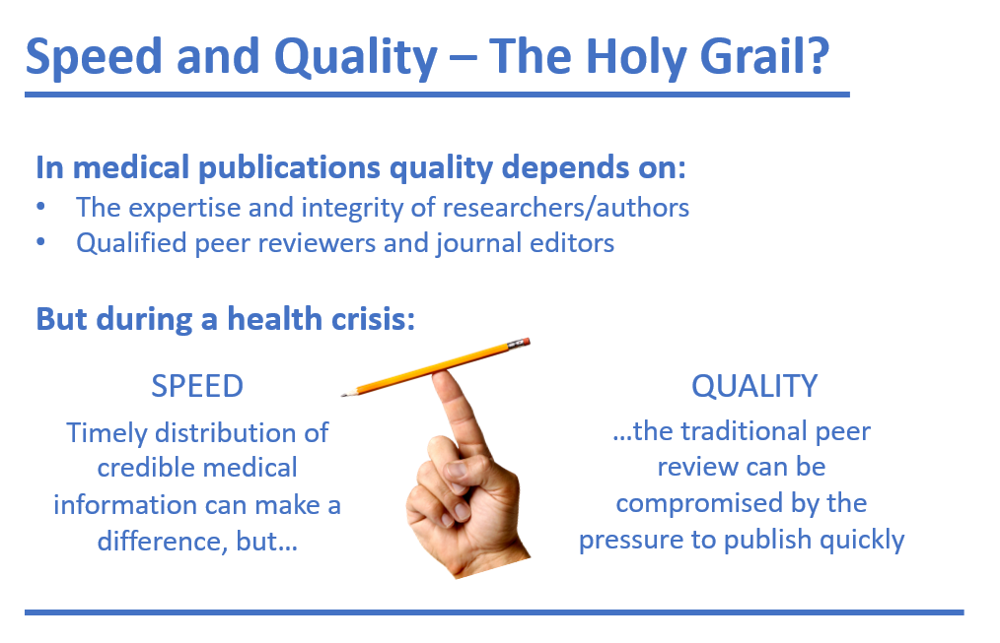 Speed and Quality – The Holy Grail?
In medical publications quality depends on:
• The expertise and integrity of researchers/authors
• Qualified peer reviewers and journal editors
But during a health crisis:
SPEED
Timely distribution of
credible medical
information can make a
difference, but…
QUALITY
…the traditional peer
review can be
compromised by the
pressure to publish quickly